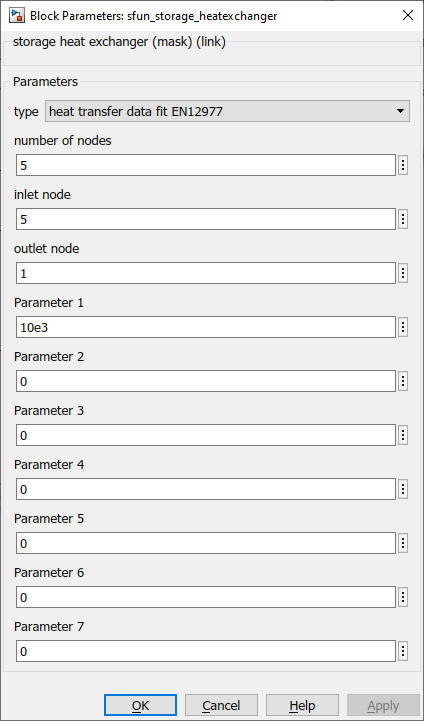 Block Parameters: sfun_storage_heatexchanger
storage heat exchanger (mask) (link)
Parameters
type heat transfer data fit EN12977
number of nodes
5
inlet node
5
outlet node
1
Parameter 1
10e3
Parameter 2
0
Parameter 3
0
Parameter 4
0
Parameter 5
0
Parameter 6
0
Parameter 7
0
OK Cancel Help Apply